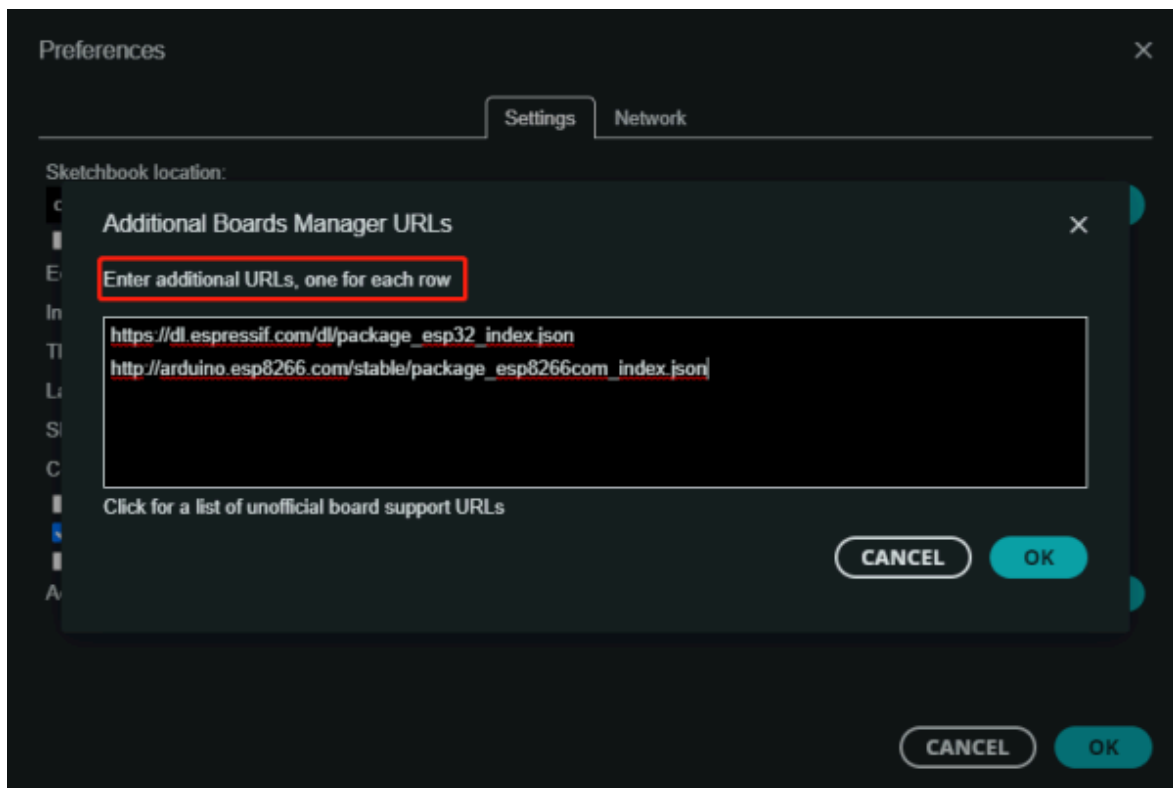 Preferences
Settings
Network
Sketchbook location:
Additional Boards Manager URLs
Enter additional URLs, one for each row
https://dl.espressif.com/dl/package_esp32_index.json
http://arduino.esp8266.com/stable/package_esp8266com_index.json
Click for a list of unofficial board support URLs
CANCEL
OK
CANCEL
OK